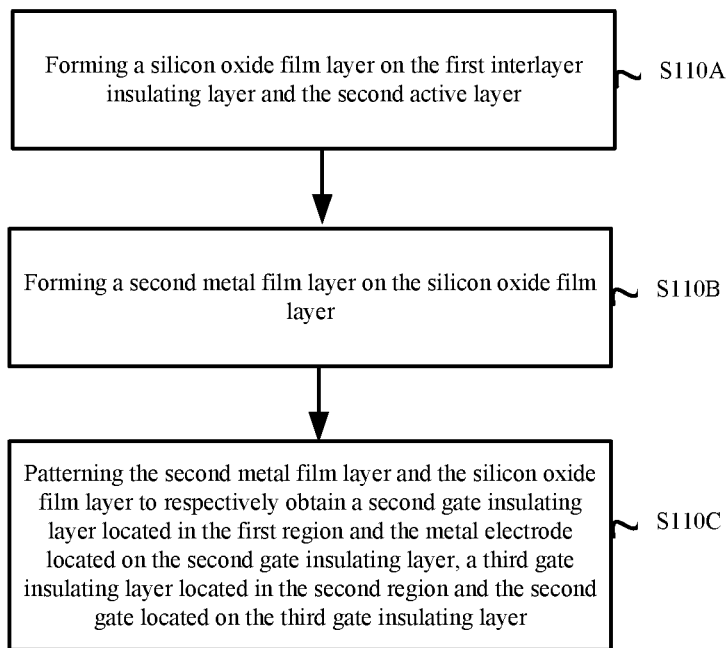 Forming a silicon oxide film layer on the first interlayer
insulating layer and the second active layer
S110A
Forming a second metal film layer on the silicon oxide film
layer
S110B
Patterning the second metal film layer and the silicon oxide
film layer to respectively obtain a second gate insulating
layer located in the first region and the metal electrode
located on the second gate insulating layer, a third gate
insulating layer located in the second region and the second
gate located on the third gate insulating layer
S110C